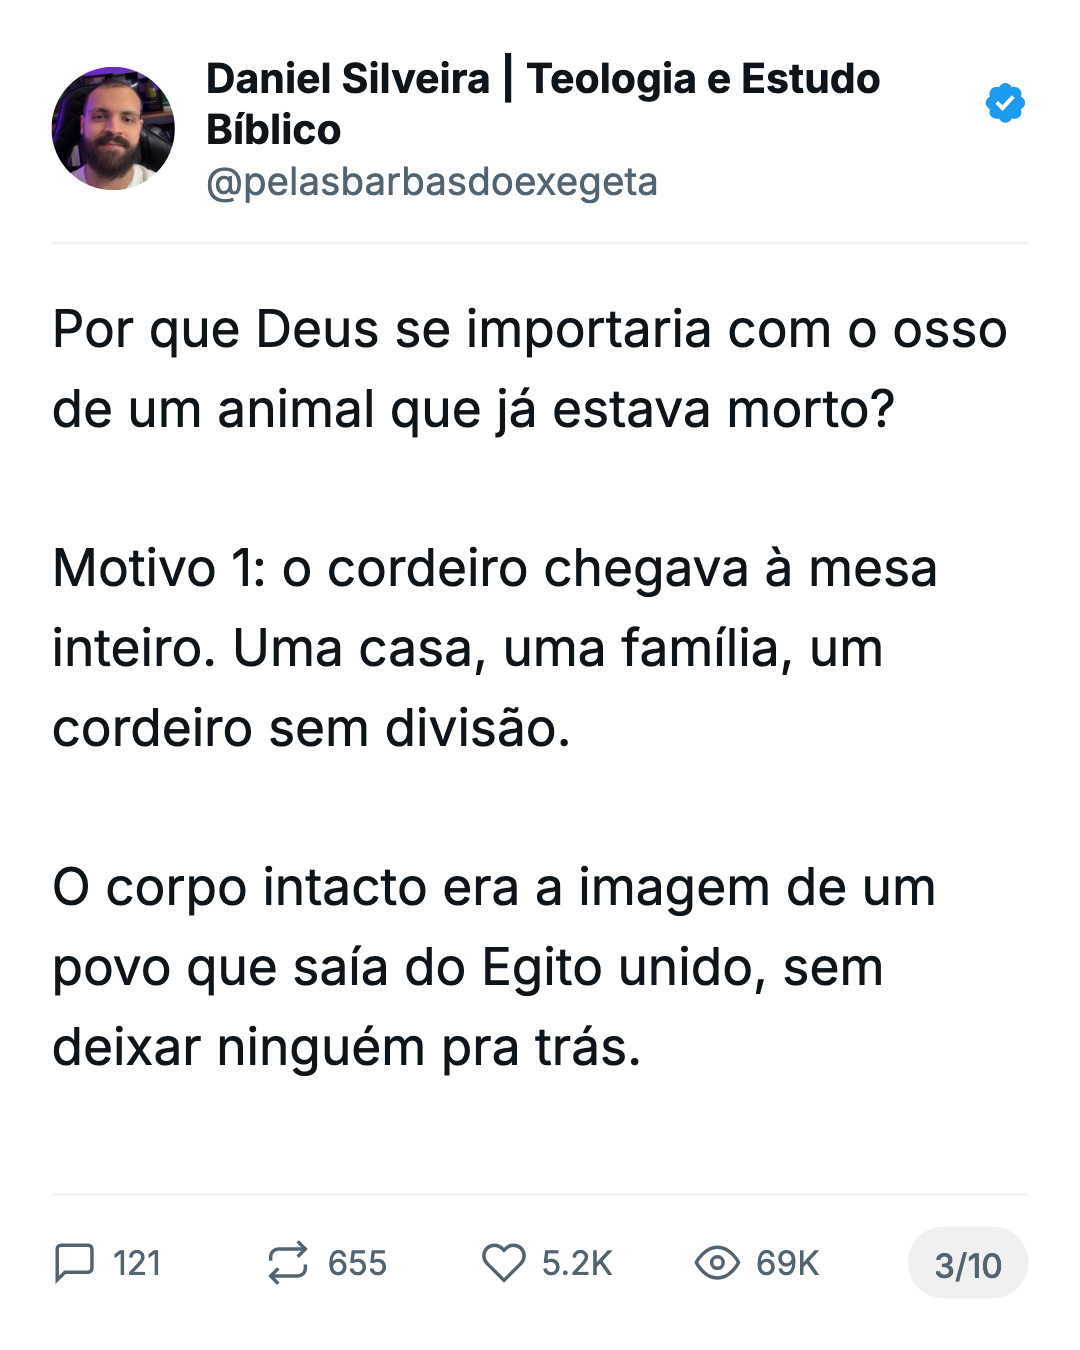 Daniel Silveira | Teologia e Estudo
Bíblico
@pelasbarbasdoexegeta
Por que Deus se importaria com o osso
de um animal que já estava morto?
Motivo 1: o cordeiro chegava à mesa
inteiro. Uma casa, uma família, um
cordeiro sem divisão.
O corpo intacto era a imagem de um
povo que saía do Egito unido, sem
deixar ninguém pra trás.
121 655 5.2K 69K 3/10